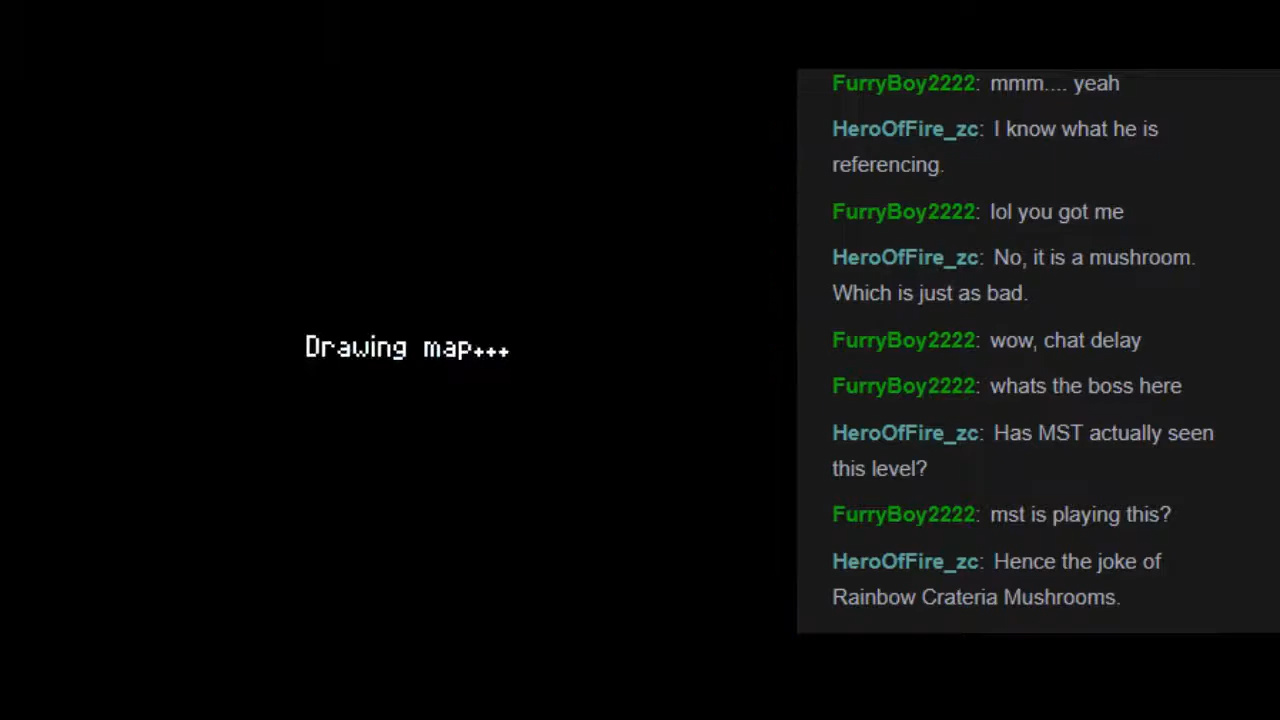 Drawing map...
FurryBoy2222: mmm.... yeah
HeroOfFire_zc: I know what he is
referencing.
FurryBoy2222: lol you got me
HeroOfFire_zc: No, it is a mushroom.
Which is just as bad.
FurryBoy2222: wow, chat delay
FurryBoy2222: whats the boss here
HeroOfFire_zc: Has MST actually seen
this level?
FurryBoy2222: mst is playing this?
HeroOfFire_zc: Hence the joke of
Rainbow Crateria Mushrooms.